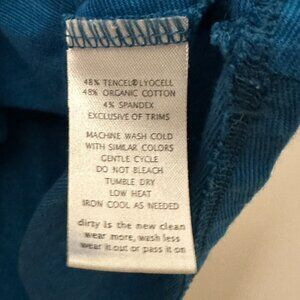 48% TENCEL®LYOCELL
48% ORGANIC COTTON
4% SPANDEX
EXCLUSIVE OF TRIMS
MACHINE WASH COLD
WITH SIMILAR COLORS
GENTLE CYCLE
DO NOT BLEACH
TUMBLE DRY
LOW HEAT
IRON COOL AS NEEDED
dirty is the new clean
wear more, wash less
wear it out or pass it on